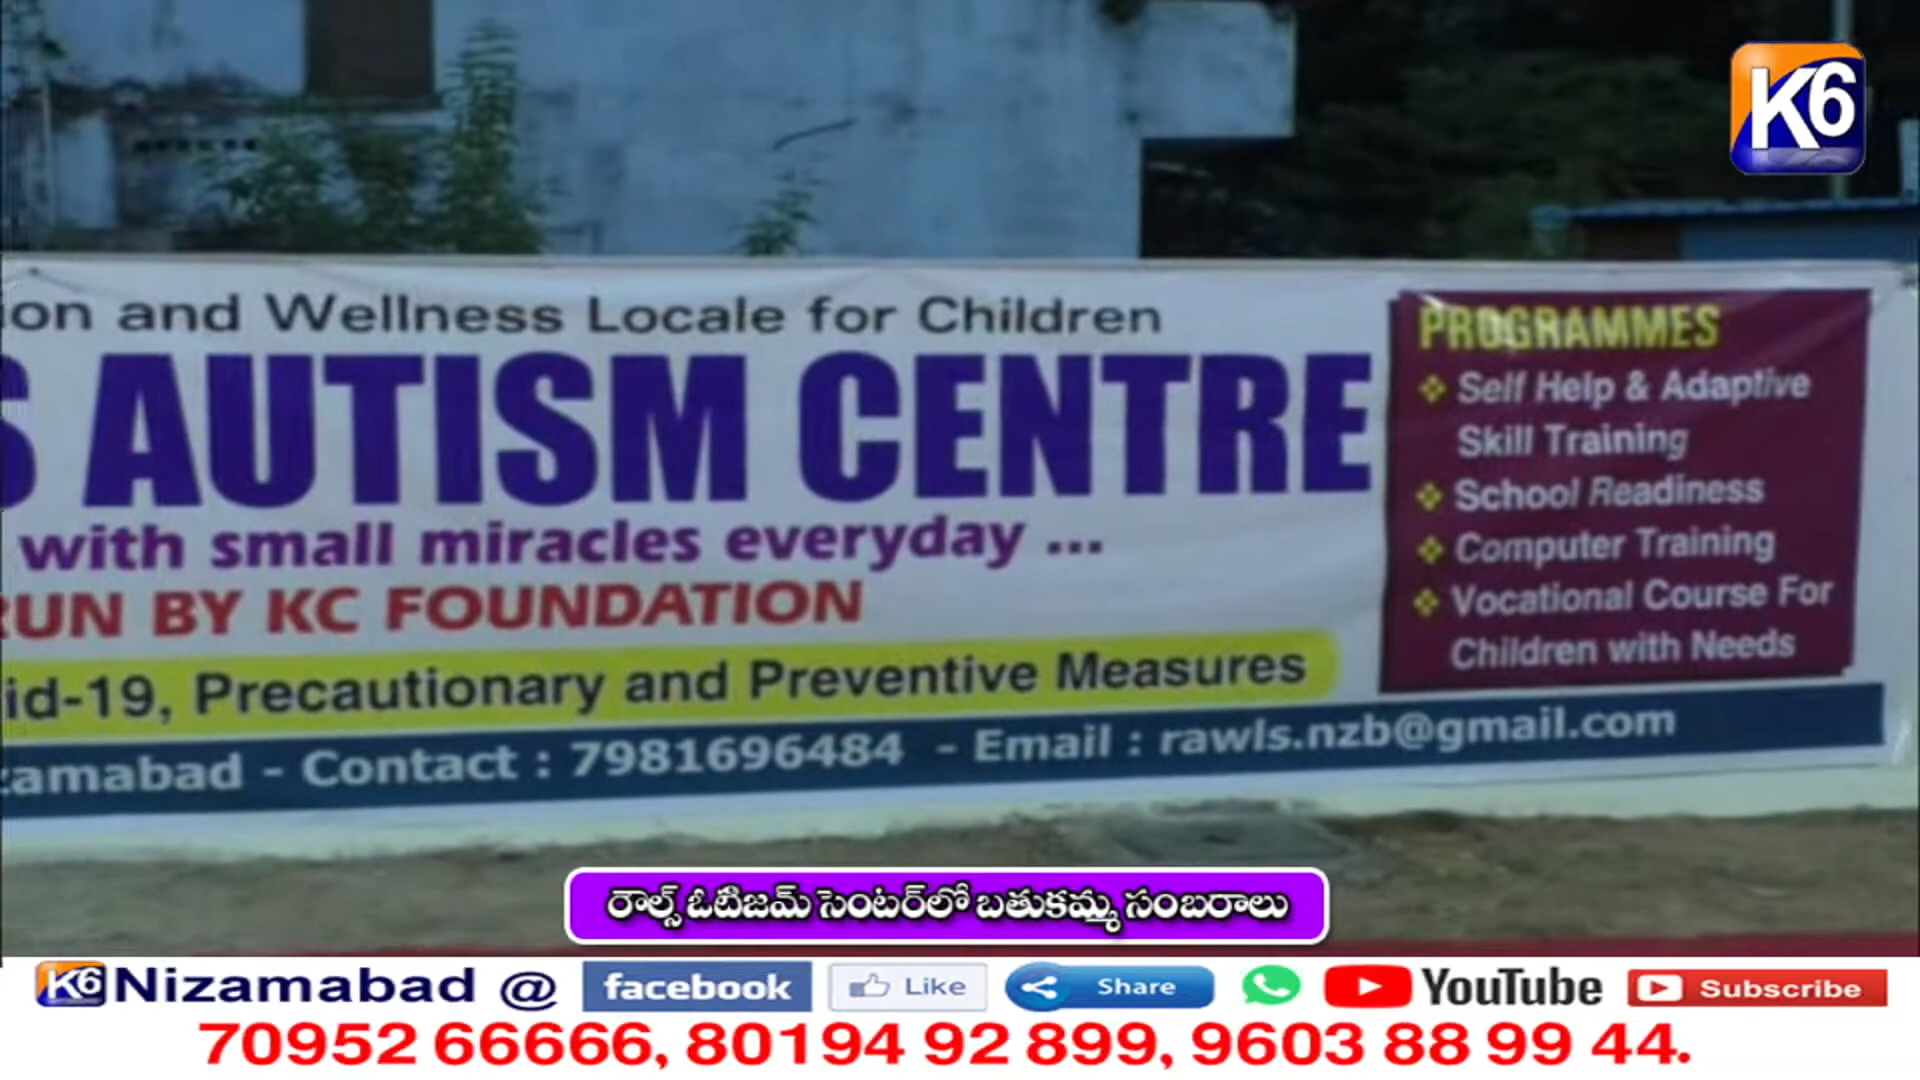 K6
ion and Wellness Locale for Children
S AUTISM CENTRE
with small miracles everyday ...
RUN BY KC FOUNDATION
id-19, Precautionary and Preventive Measures
zamabad - Contact : 7981696484 - Email : rawls.nzb@gmail.com
PROGRAMMES
Self Help & Adaptive
Skill Training
School Readiness
Computer Training
Vocational Course For
Children with Needs
రౌల్స్ ఓటిజమ్ సెంటర్‌లో బతుకమ్మ సంబరాలు
K6 Nizamabad @ facebook Like Share YouTube Subscribe
70952 66666, 80194 92 899, 9603 88 99 44.